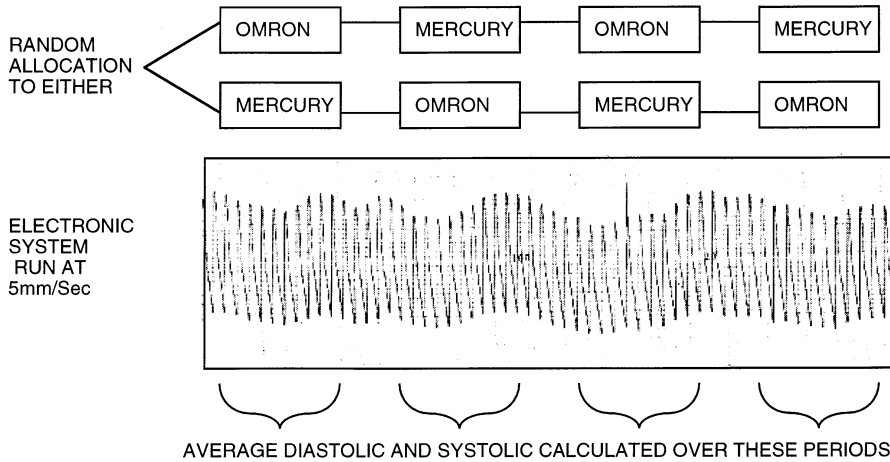 RANDOM
ALLOCATION
TO EITHER
OMRON MERCURY OMRON MERCURY
MERCURY OMRON MERCURY OMRON
ELECTRONIC
SYSTEM
RUN AT
5mm/Sec
AVERAGE DIASTOLIC AND SYSTOLIC CALCULATED OVER THESE PERIODS